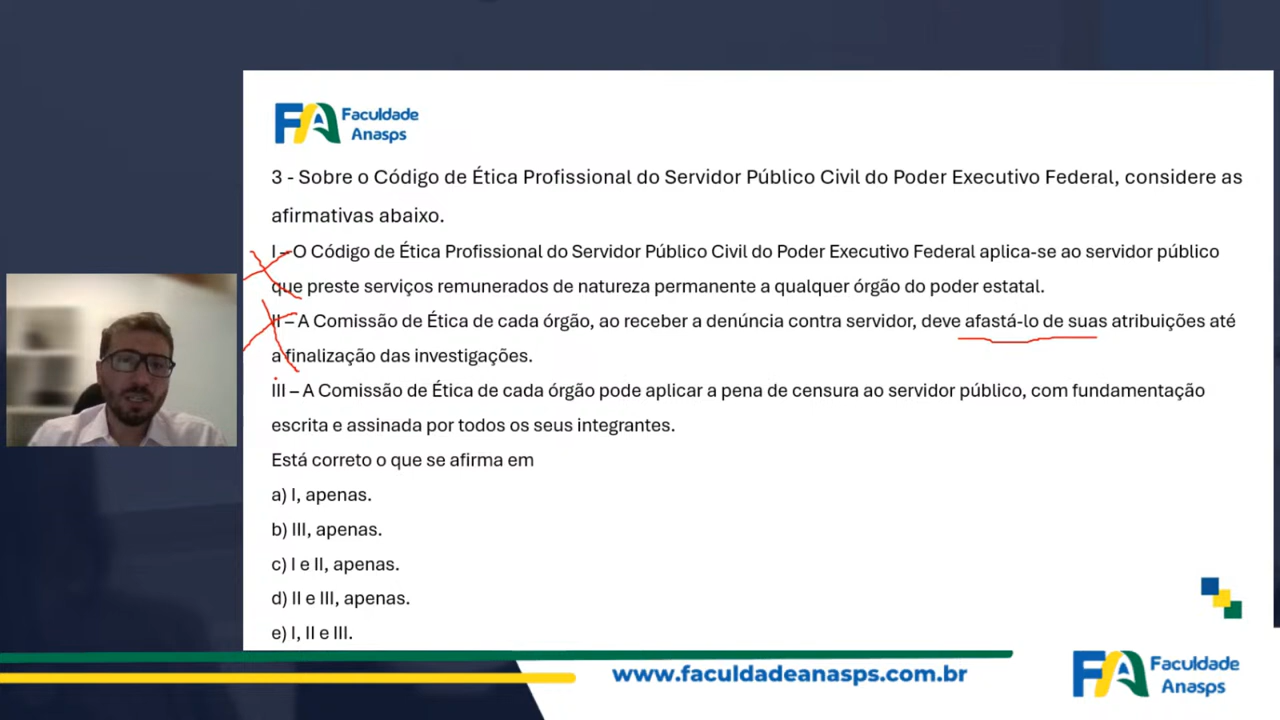 FA Faculdade
Anasps
3 - Sobre o Código de Ética Profissional do Servidor Público Civil do Poder Executivo Federal, considere as
afirmativas abaixo.
I – O Código de Ética Profissional do Servidor Público Civil do Poder Executivo Federal aplica-se ao servidor público
que preste serviços remunerados de natureza permanente a qualquer órgão do poder estatal.
II – A Comissão de Ética de cada órgão, ao receber a denúncia contra servidor, deve afastá-lo de suas atribuições até
a finalização das investigações.
III – A Comissão de Ética de cada órgão pode aplicar a pena de censura ao servidor público, com fundamentação
escrita e assinada por todos os seus integrantes.
Está correto o que se afirma em
a) I, apenas.
b) III, apenas.
c) I e II, apenas.
d) II e III, apenas.
e) I, II e III.
www.faculdadeanasps.com.br
FA Faculdade
Anasps